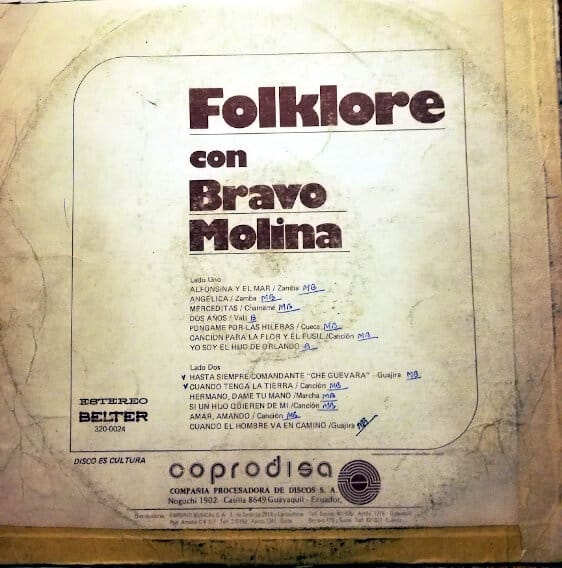 Folklore
con
Bravo
Molina
Lado Uno
ALFONSINA Y EL MAR / Zamba MB
ANGELICA / Zamba MB
MERCEDITAS / Chamamé MB
DOS AÑOS / Vals B
PONGAME POR LAS HILERAS / Cueca MB
CANCION PARA LA FLOR Y EL FUSIL / Canción MB
YO SOY EL HIJO DE ORLANDO B
Lado Dos
HASTA SIEMPRE COMANDANTE "CHE GUEVARA" - Guajira MB
CUANDO TENGA LA TIERRA / Canción MB
HERMANO, DAME TU MANO / Marcha MB
SI UN HIJO QUIEREN DE MI / Canción MB
AMAR, AMANDO / Canción MB
CUANDO EL HOMBRE VA EN CAMINO / Guajira MB
ESTEREO
BELTER
320-0024
DISCO ES CULTURA
coprodisa
COMPAÑIA PROCESADORA DE DISCOS S. A.
Noguchi 1902 - Casilla 8649 Guayaquil - Ecuador